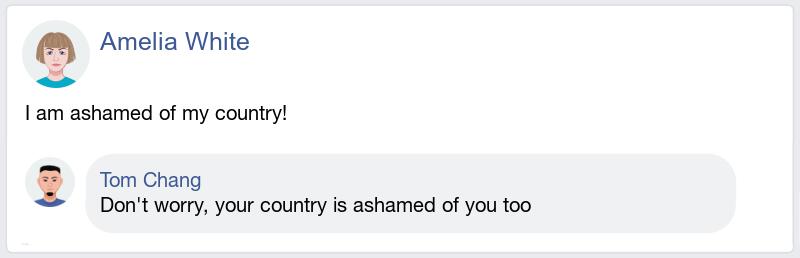 Amelia White
I am ashamed of my country!
Tom Chang
Don't worry, your country is ashamed of you too